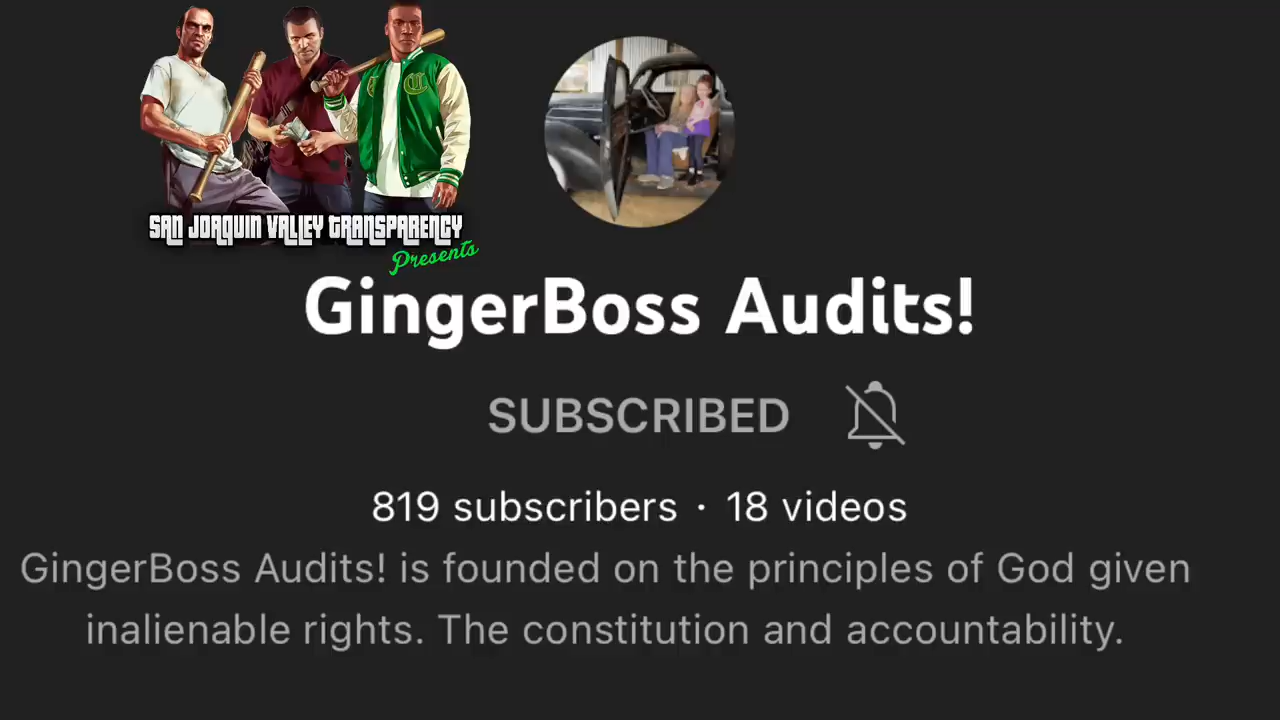 SAN JOAQUIN VALLEY TRANSPARENCY
Presents
GingerBoss Audits!
SUBSCRIBED
819 subscribers · 18 videos
GingerBoss Audits! is founded on the principles of God given
inalienable rights. The constitution and accountability.